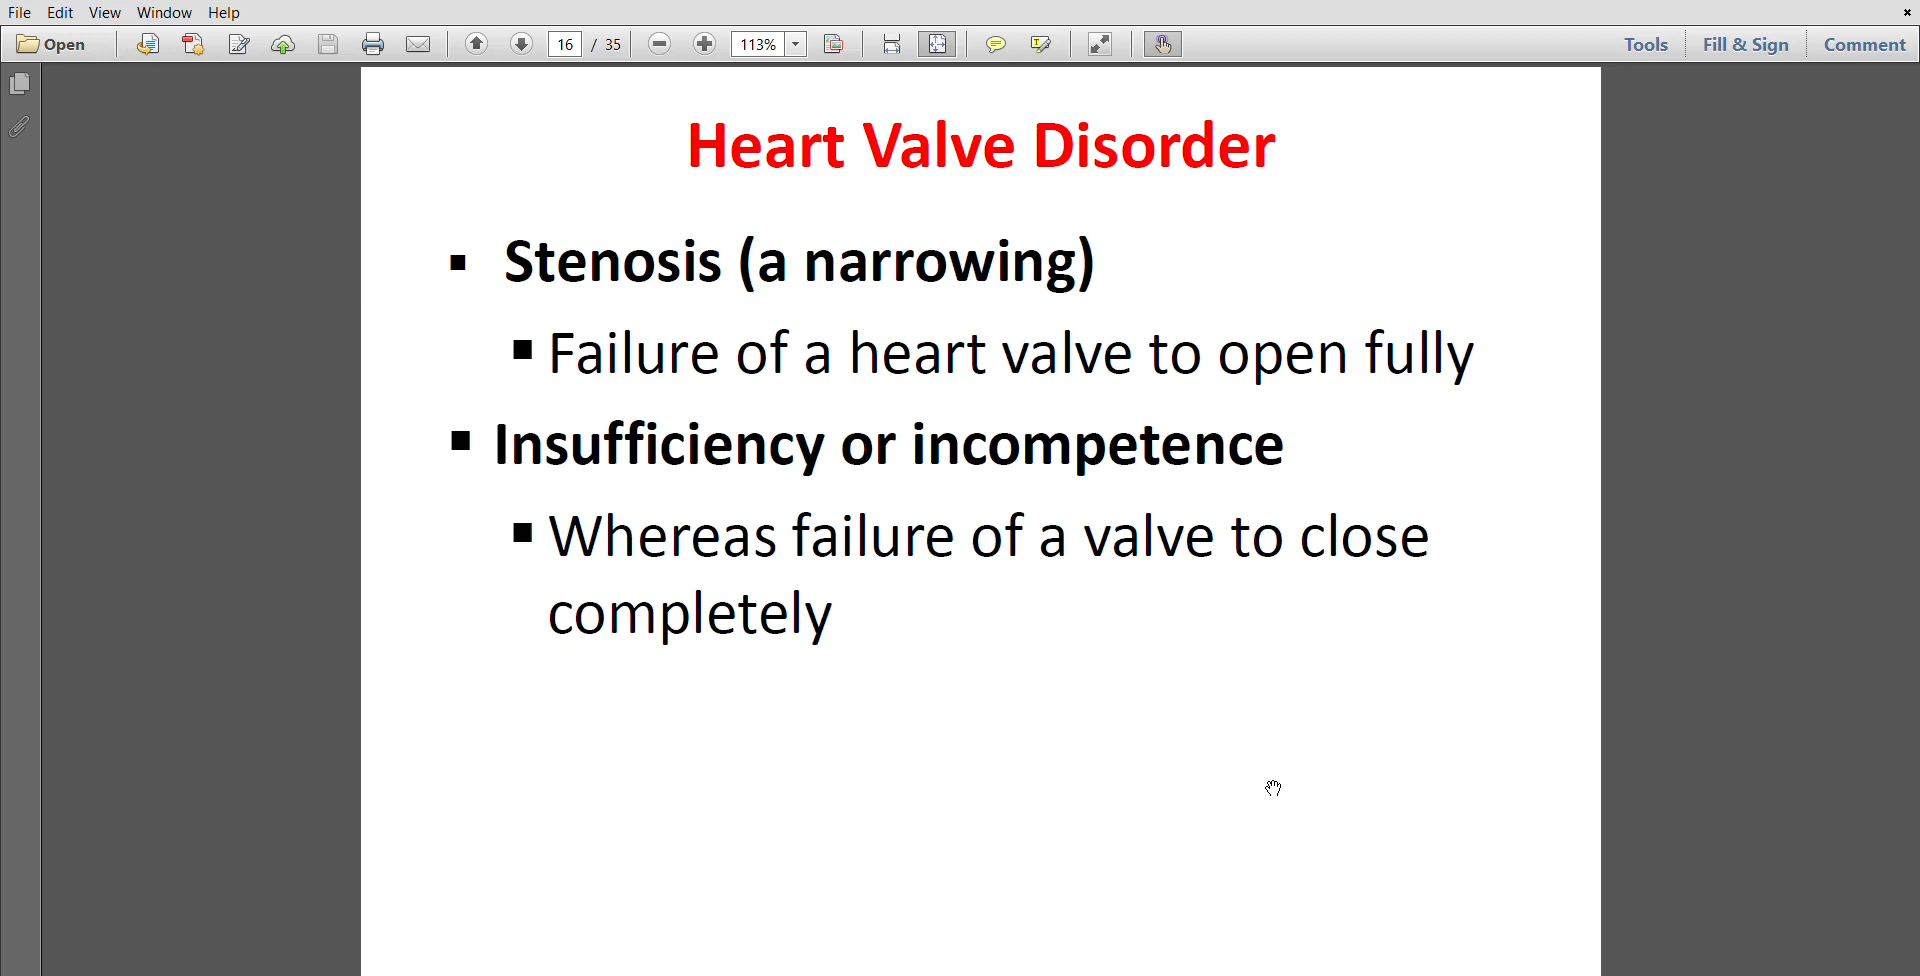 File Edit View Window Help
Open 16 / 35 113% Tools Fill & Sign Comment
Heart Valve Disorder
▪ Stenosis (a narrowing)
▪ Failure of a heart valve to open fully
▪ Insufficiency or incompetence
▪ Whereas failure of a valve to close
completely